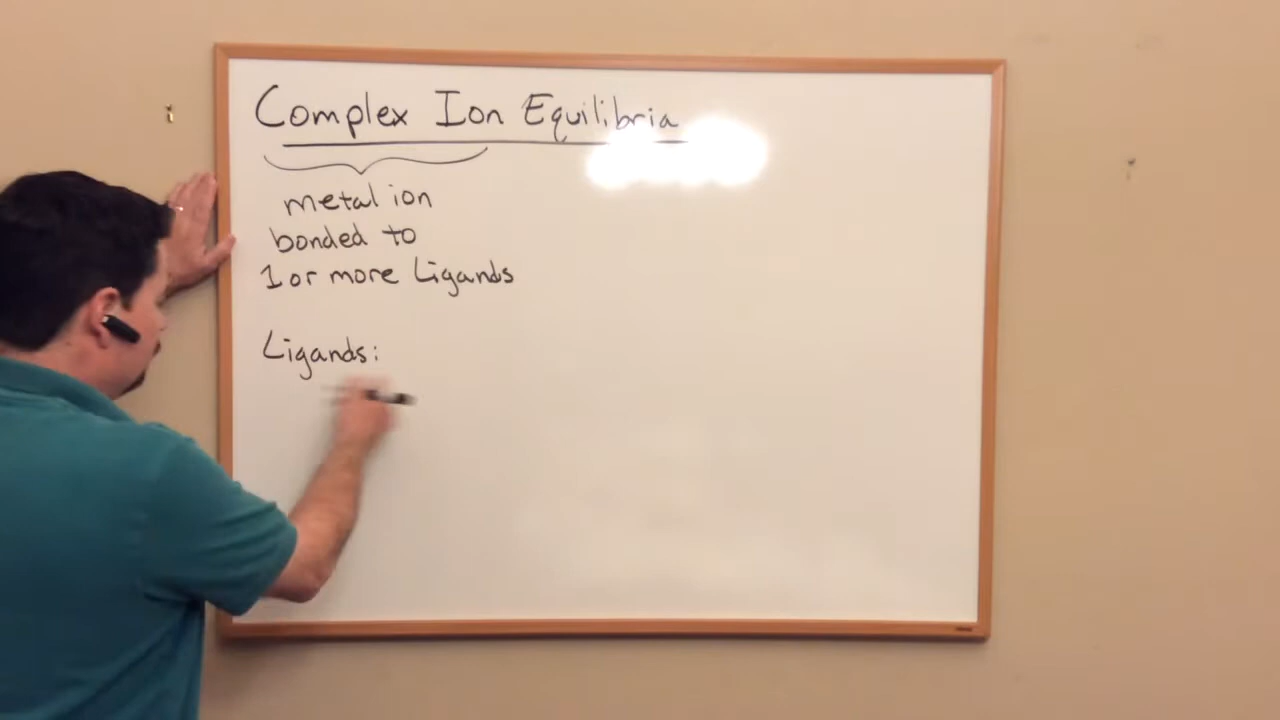 Complex Ion Equilibria
metal ion
bonded to
1 or more Ligands
Ligands: